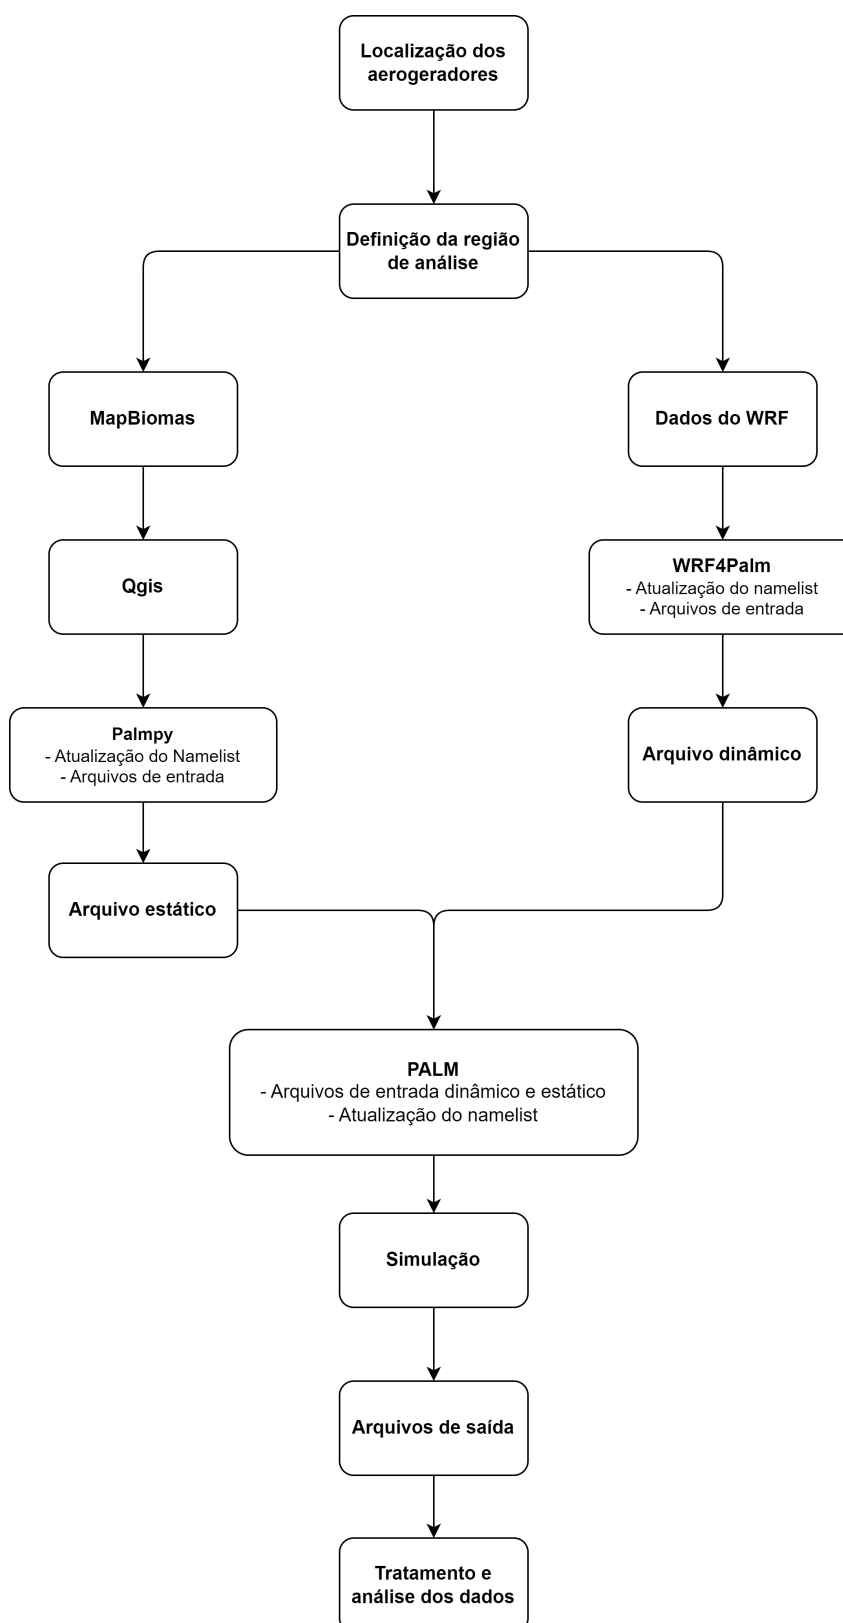 Localização dos
aerogeradores
Definição da região
de análise
MapBiomas
Dados do WRF
Qgis
WRF4Palm
- Atualização do namelist
- Arquivos de entrada
Palmpy
- Atualização do Namelist
- Arquivos de entrada
Arquivo dinâmico
Arquivo estático
PALM
- Arquivos de entrada dinâmico e estático
- Atualização do namelist
Simulação
Arquivos de saída
Tratamento e
análise dos dados